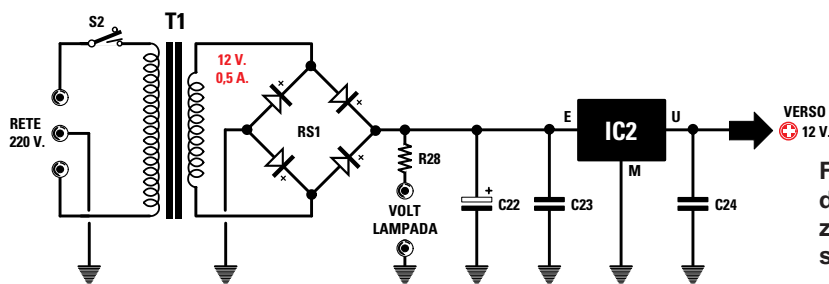 S2
T1
12 V.
0,5 A.
RETE
220 V.
RS1
R28
VOLT
LAMPADA
+
C22
C23
E
IC2
U
M
C24
VERSO
12 V.